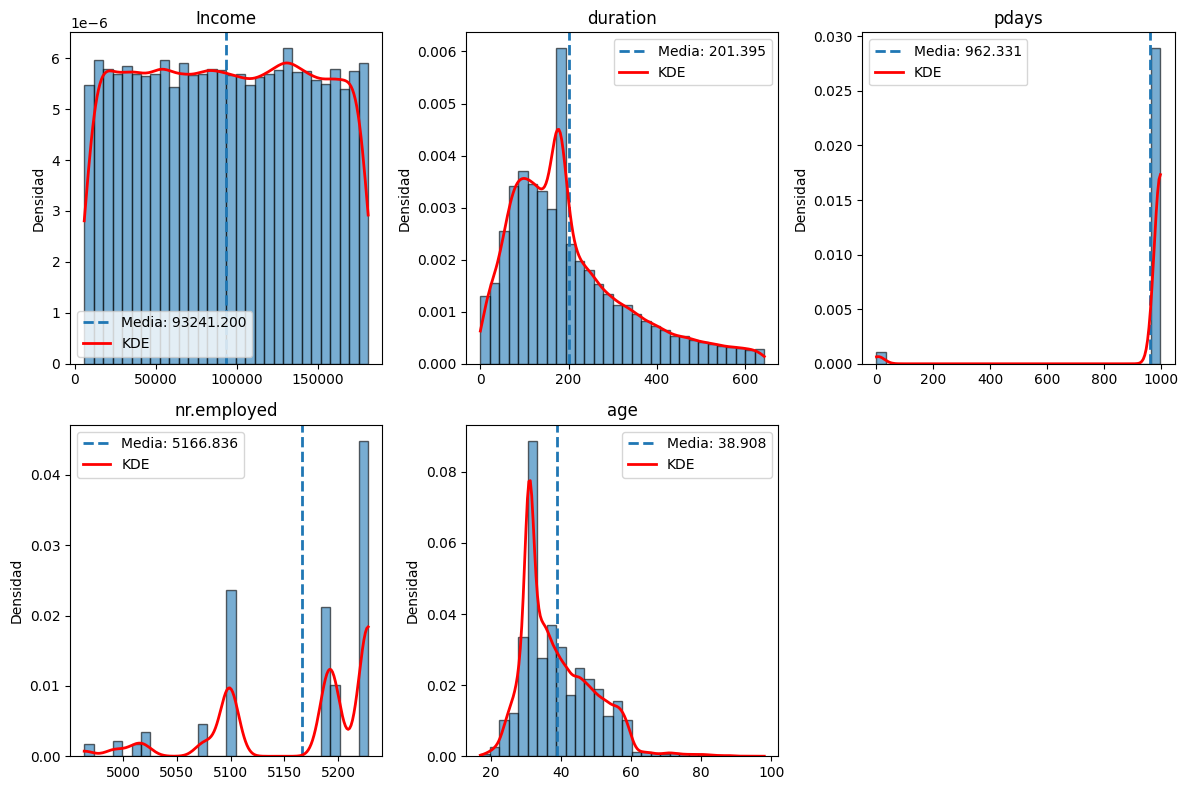 Income
1e−6
Densidad
6
5
4
3
2
1
0
0
50000
100000
150000
Media: 93241.200
KDE
duration
Densidad
0.006
0.005
0.004
0.003
0.002
0.001
0.000
0
200
400
600
Media: 201.395
KDE
pdays
Densidad
0.030
0.025
0.020
0.015
0.010
0.005
0.000
0
200
400
600
800
1000
Media: 962.331
KDE
nr.employed
Densidad
0.04
0.03
0.02
0.01
0.00
5000
5050
5100
5150
5200
Media: 5166.836
KDE
age
Densidad
0.08
0.06
0.04
0.02
0.00
20
40
60
80
100
Media: 38.908
KDE